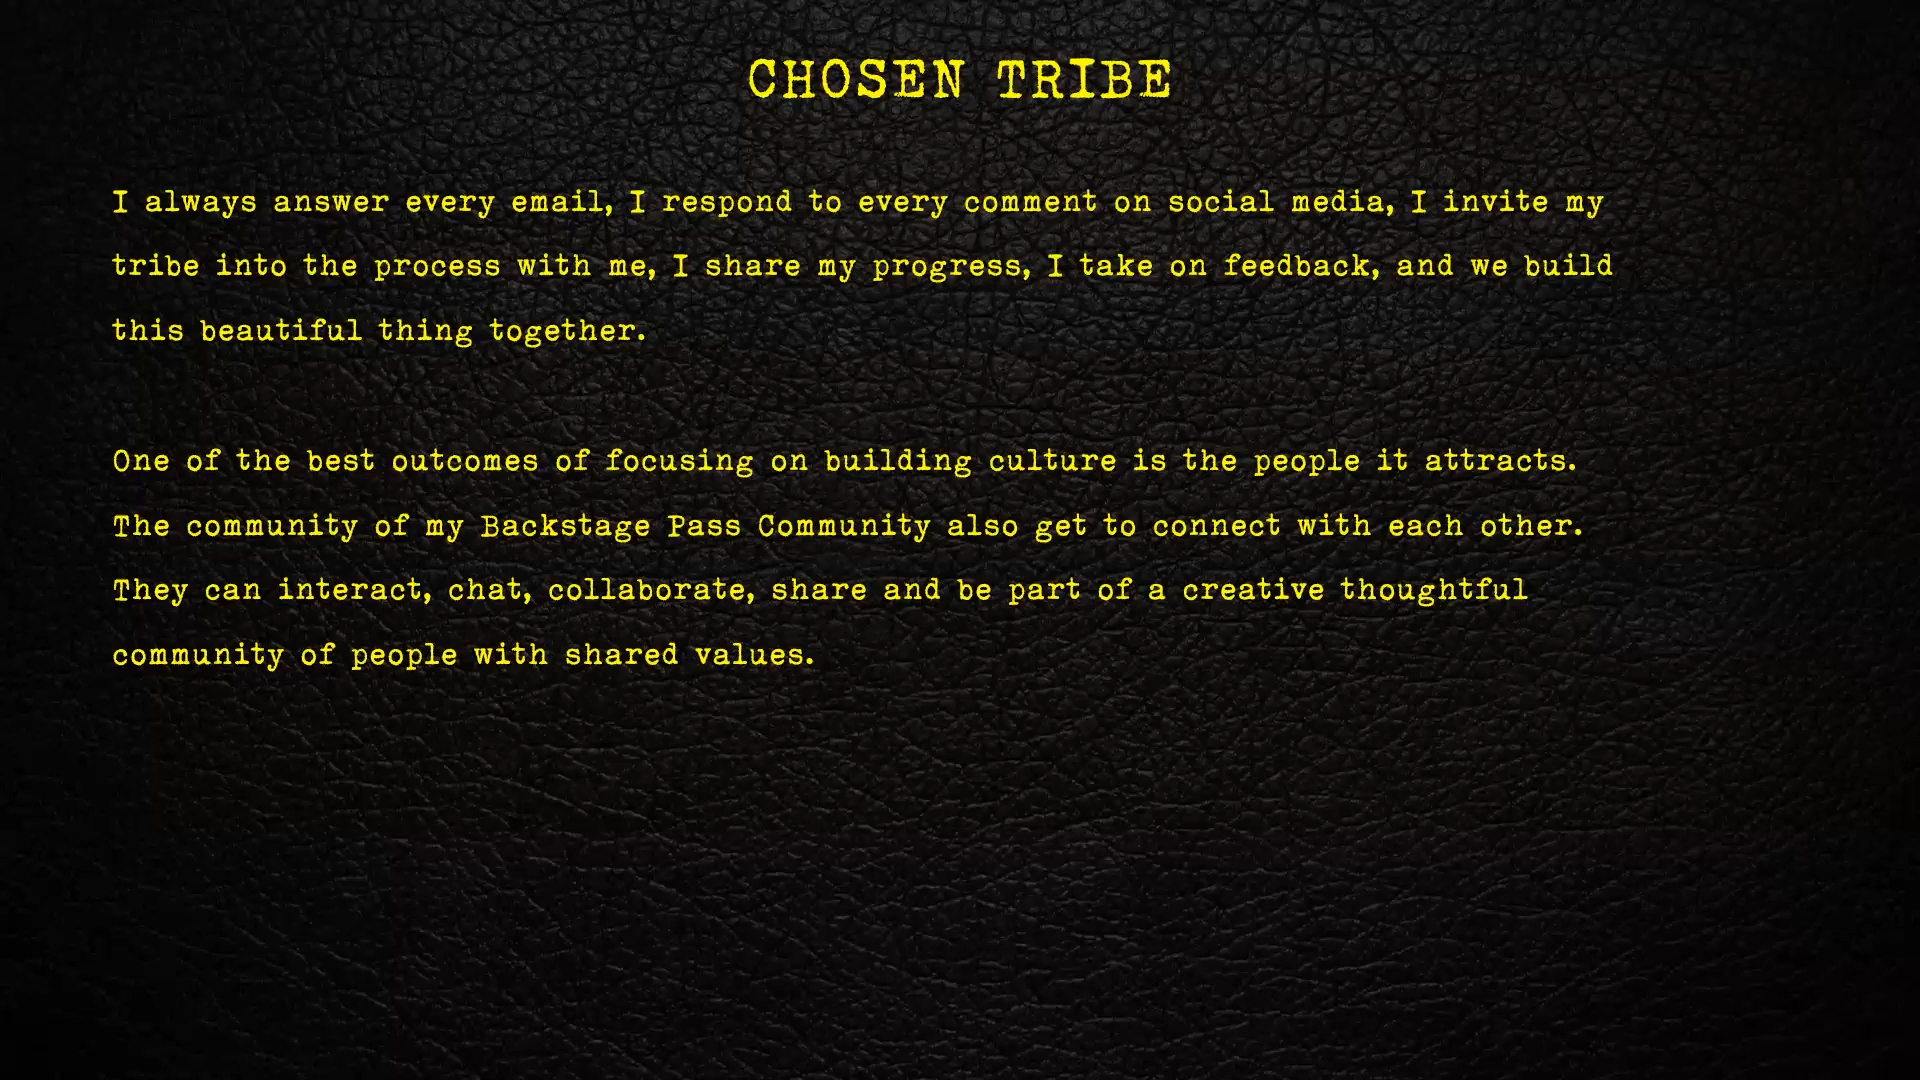 CHOSEN TRIBE
I always answer every email, I respond to every comment on social media, I invite my
tribe into the process with me, I share my progress, I take on feedback, and we build
this beautiful thing together.
One of the best outcomes of focusing on building culture is the people it attracts.
The community of my Backstage Pass Community also get to connect with each other.
They can interact, chat, collaborate, share and be part of a creative thoughtful
community of people with shared values.